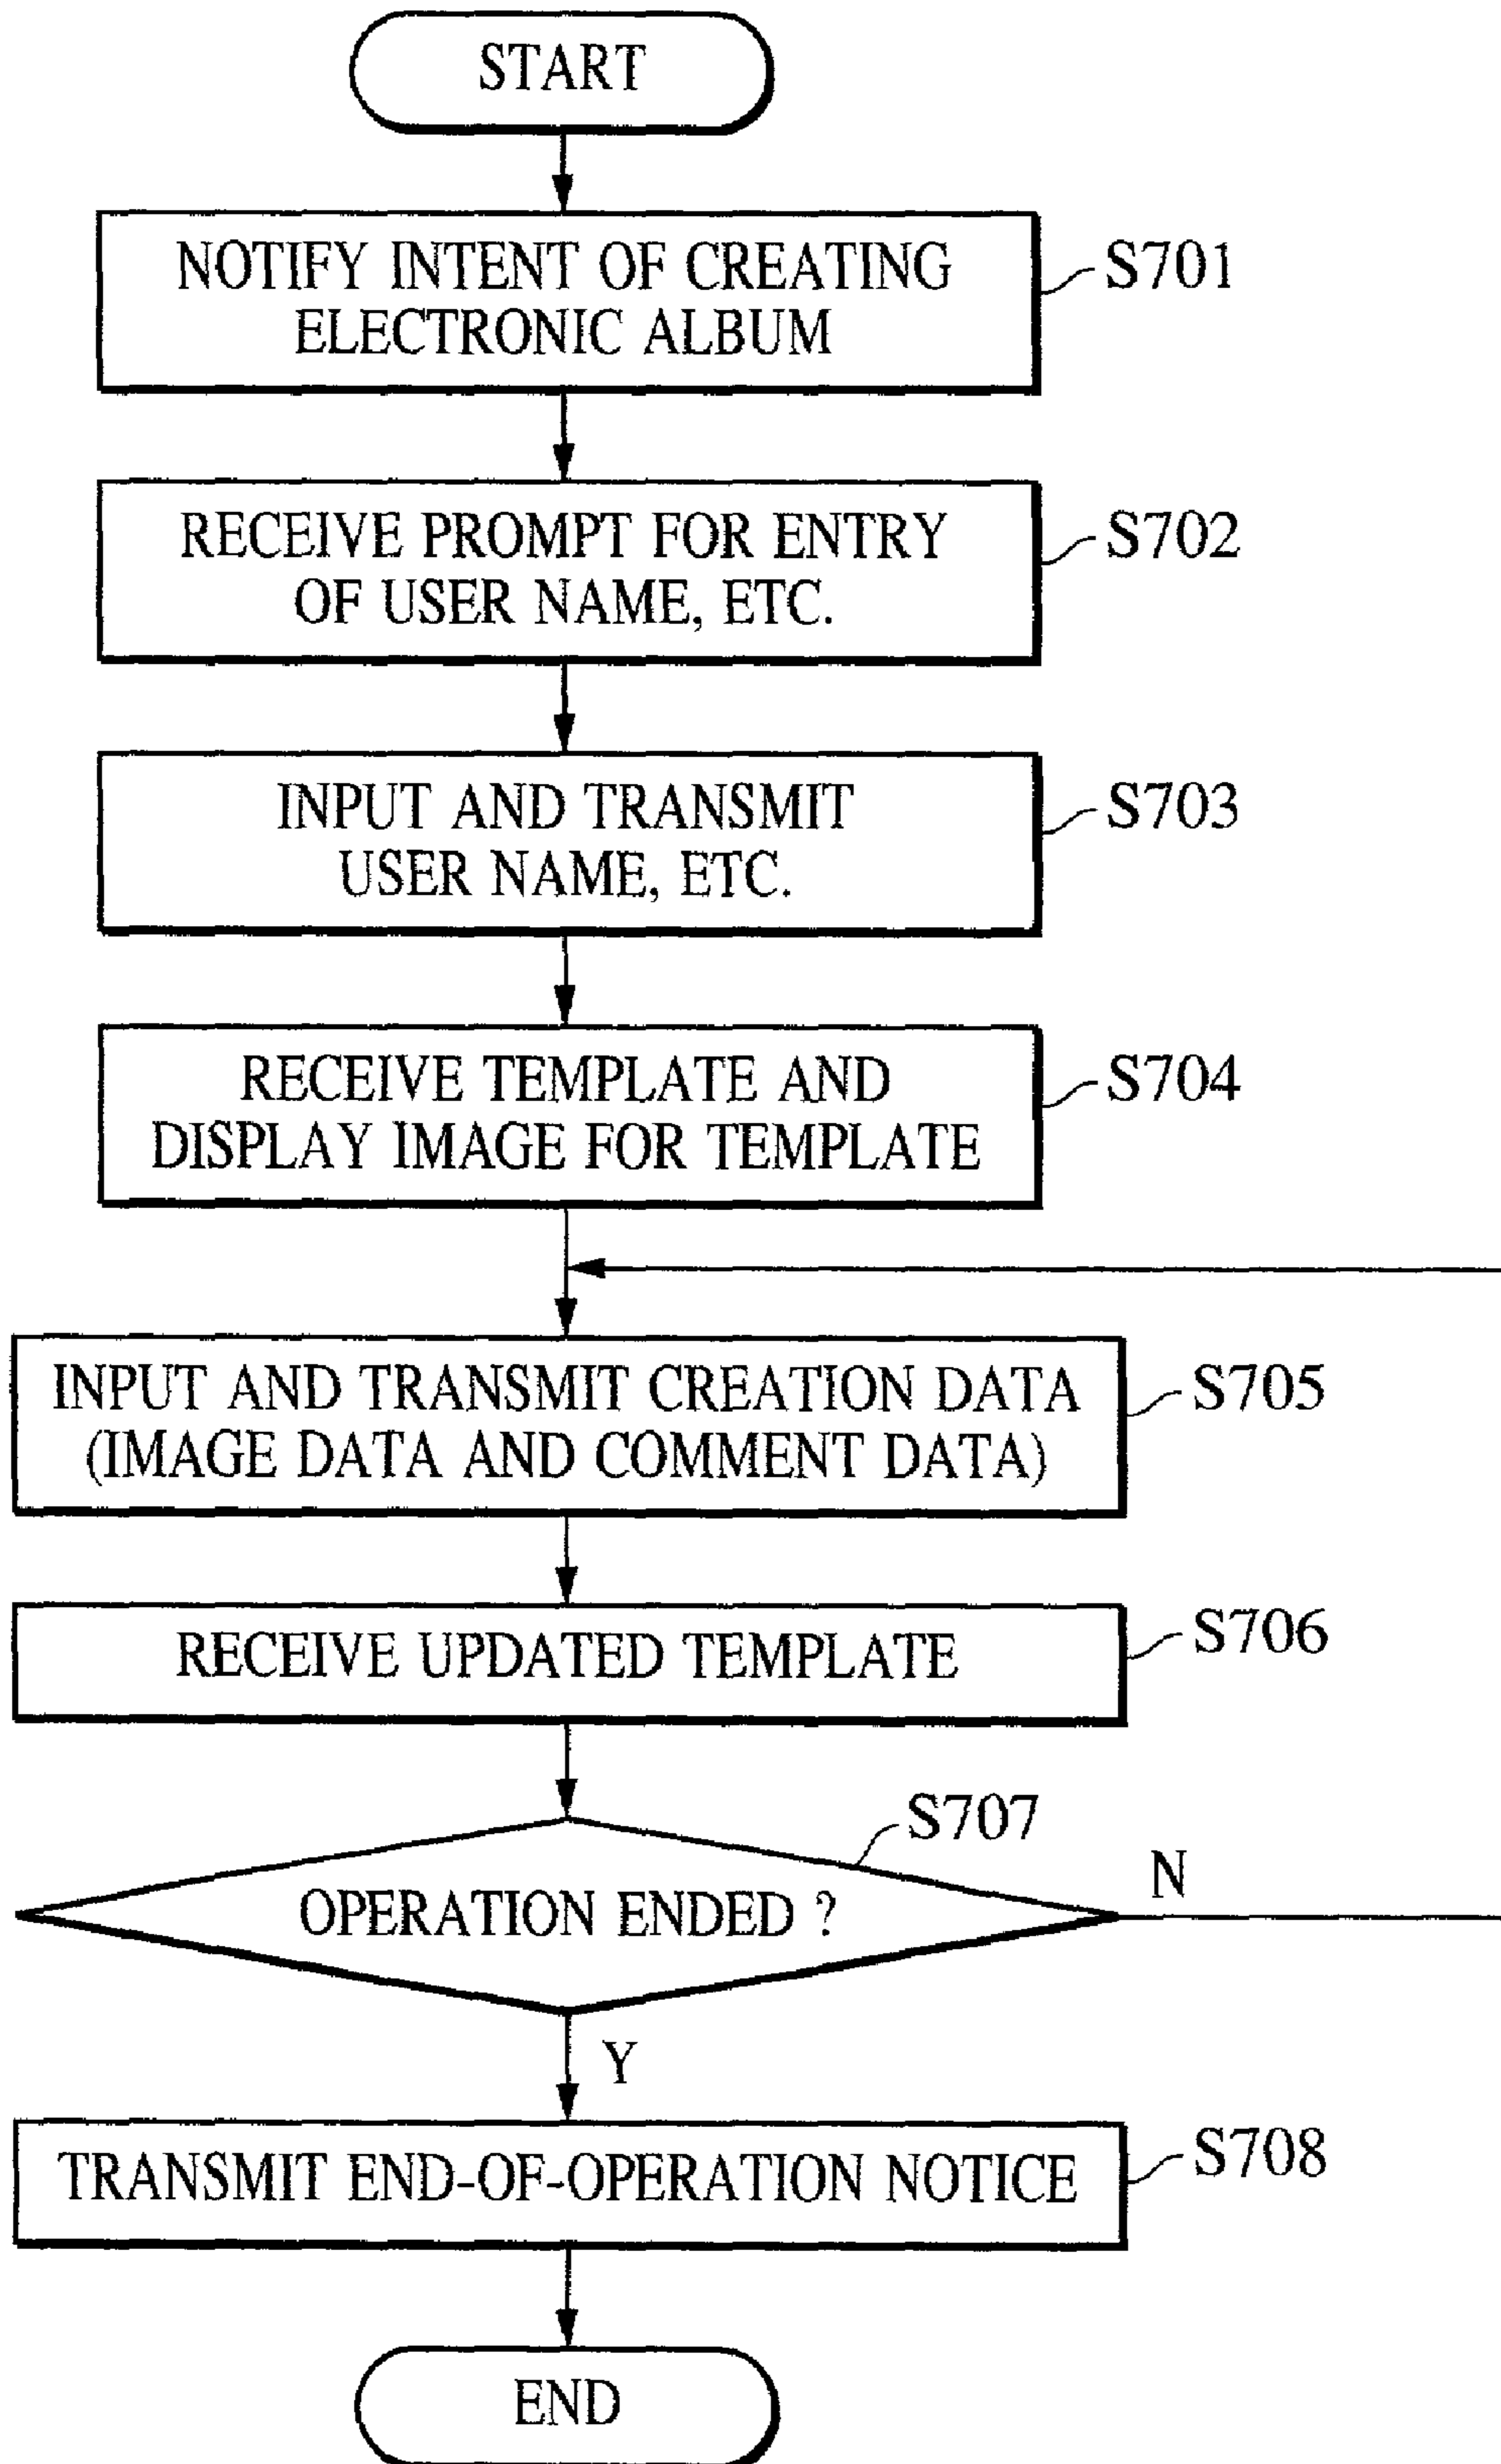 START
NOTIFY INTENT OF CREATING
ELECTRONIC ALBUM
S701
RECEIVE PROMPT FOR ENTRY
OF USER NAME, ETC.
S702
INPUT AND TRANSMIT
USER NAME, ETC.
S703
RECEIVE TEMPLATE AND
DISPLAY IMAGE FOR TEMPLATE
S704
INPUT AND TRANSMIT CREATION DATA
(IMAGE DATA AND COMMENT DATA)
S705
RECEIVE UPDATED TEMPLATE
S706
S707
OPERATION ENDED ?
N
Y
TRANSMIT END-OF-OPERATION NOTICE
S708
END